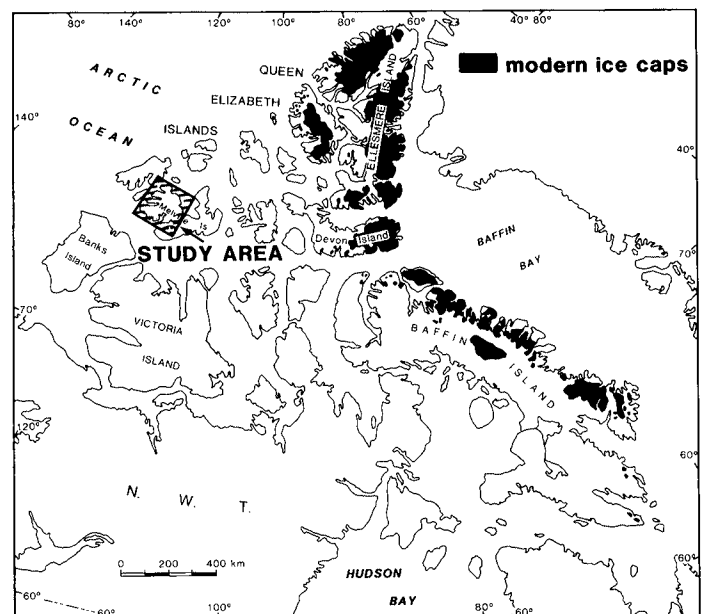 80° 140° 120° 100° 80° 60° 40° 80°
modern ice caps
ARCTIC
OCEAN
QUEEN
ELIZABETH
ISLANDS
ELLESMERE ISLAND
140°
40°
Melville Is
STUDY AREA
Banks
Island
Devon Island
BAFFIN
BAY
70°
70°
VICTORIA
ISLAND
BAFFIN ISLAND
120°
60°
N. W. T.
0 200 400 km
HUDSON
BAY
60°
60° 60° 100° 80° 60°